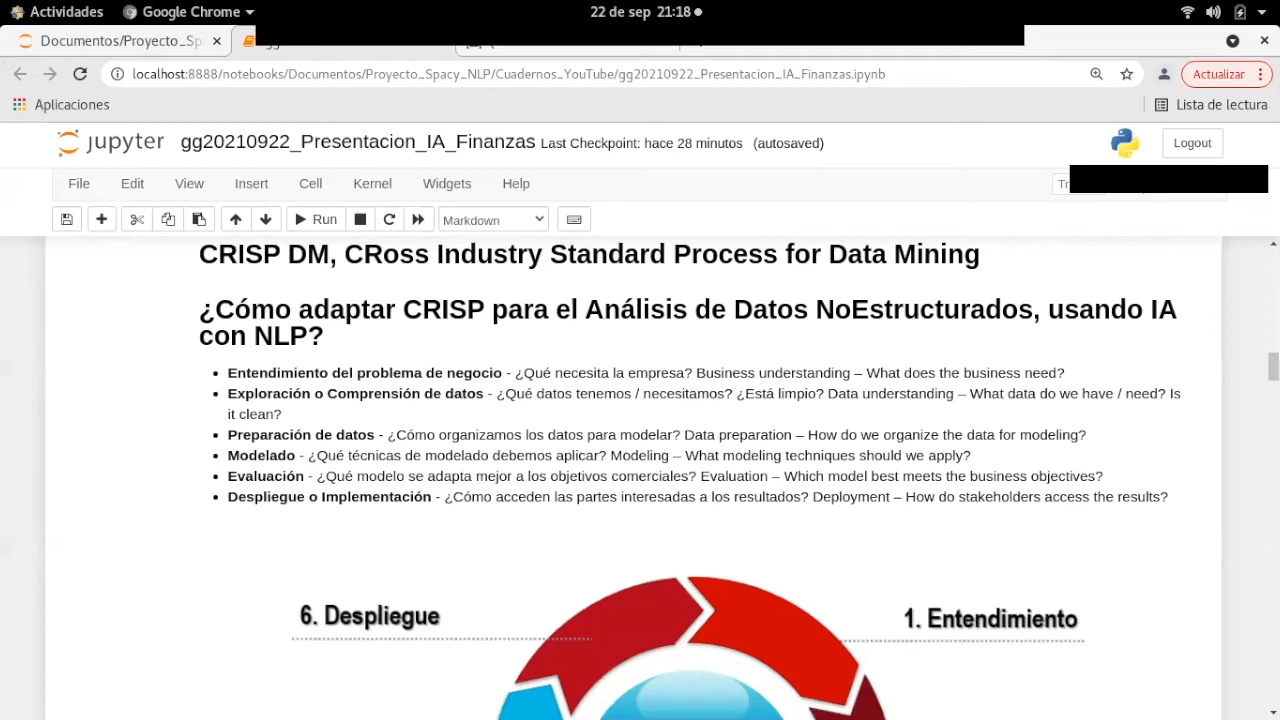 Actividades Google Chrome 22 de sep 21:18
Documentos/Proyecto_Sp
localhost:8888/notebooks/Documentos/Proyecto_Spacy_NLP/Cuadernos_YouTube/gg20210922_Presentacion_IA_Finanzas.ipynb Actualizar
Aplicaciones Lista de lectura
jupyter gg20210922_Presentacion_IA_Finanzas Last Checkpoint: hace 28 minutos (autosaved) Logout
File Edit View Insert Cell Kernel Widgets Help
Run Markdown
CRISP DM, CRoss Industry Standard Process for Data Mining
¿Cómo adaptar CRISP para el Análisis de Datos NoEstructurados, usando IA
con NLP?
Entendimiento del problema de negocio - ¿Qué necesita la empresa? Business understanding – What does the business need?
Exploración o Comprensión de datos - ¿Qué datos tenemos / necesitamos? ¿Está limpio? Data understanding – What data do we have / need? Is
it clean?
Preparación de datos - ¿Cómo organizamos los datos para modelar? Data preparation – How do we organize the data for modeling?
Modelado - ¿Qué técnicas de modelado debemos aplicar? Modeling – What modeling techniques should we apply?
Evaluación - ¿Qué modelo se adapta mejor a los objetivos comerciales? Evaluation – Which model best meets the business objectives?
Despliegue o Implementación - ¿Cómo acceden las partes interesadas a los resultados? Deployment – How do stakeholders access the results?
6. Despliegue
1. Entendimiento